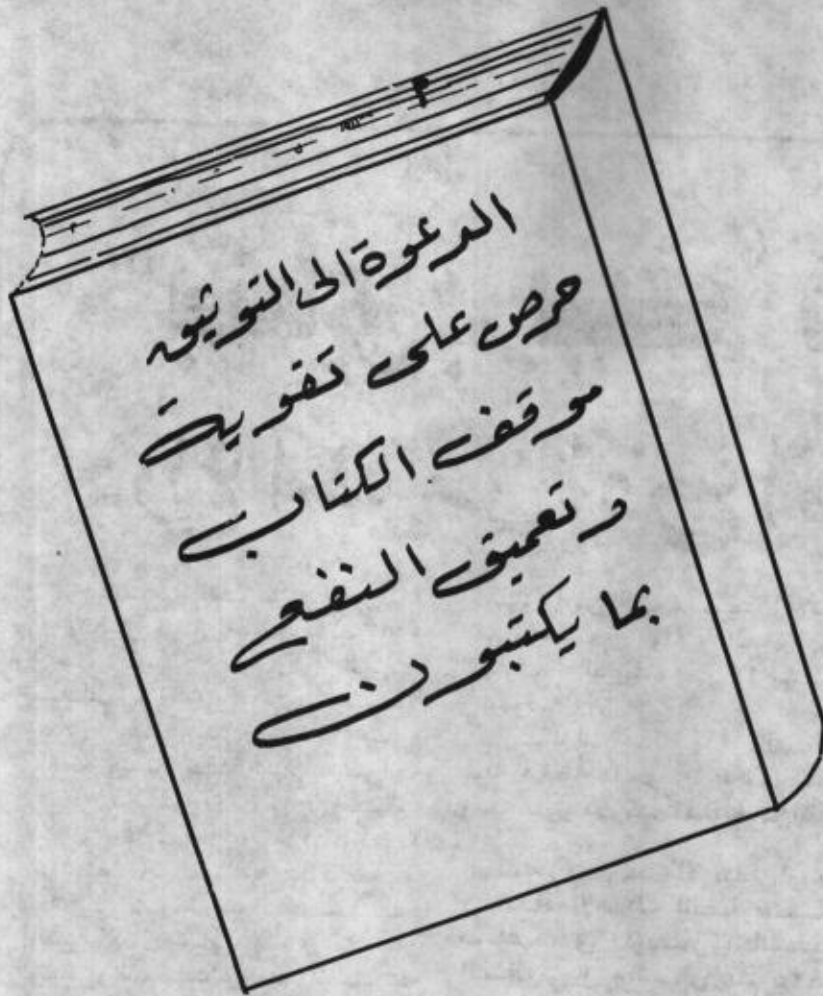 الدعوة الى التوثيق
حرص على تقوية
موقف الكتاب
وتعميق النفع
بما يكتبون